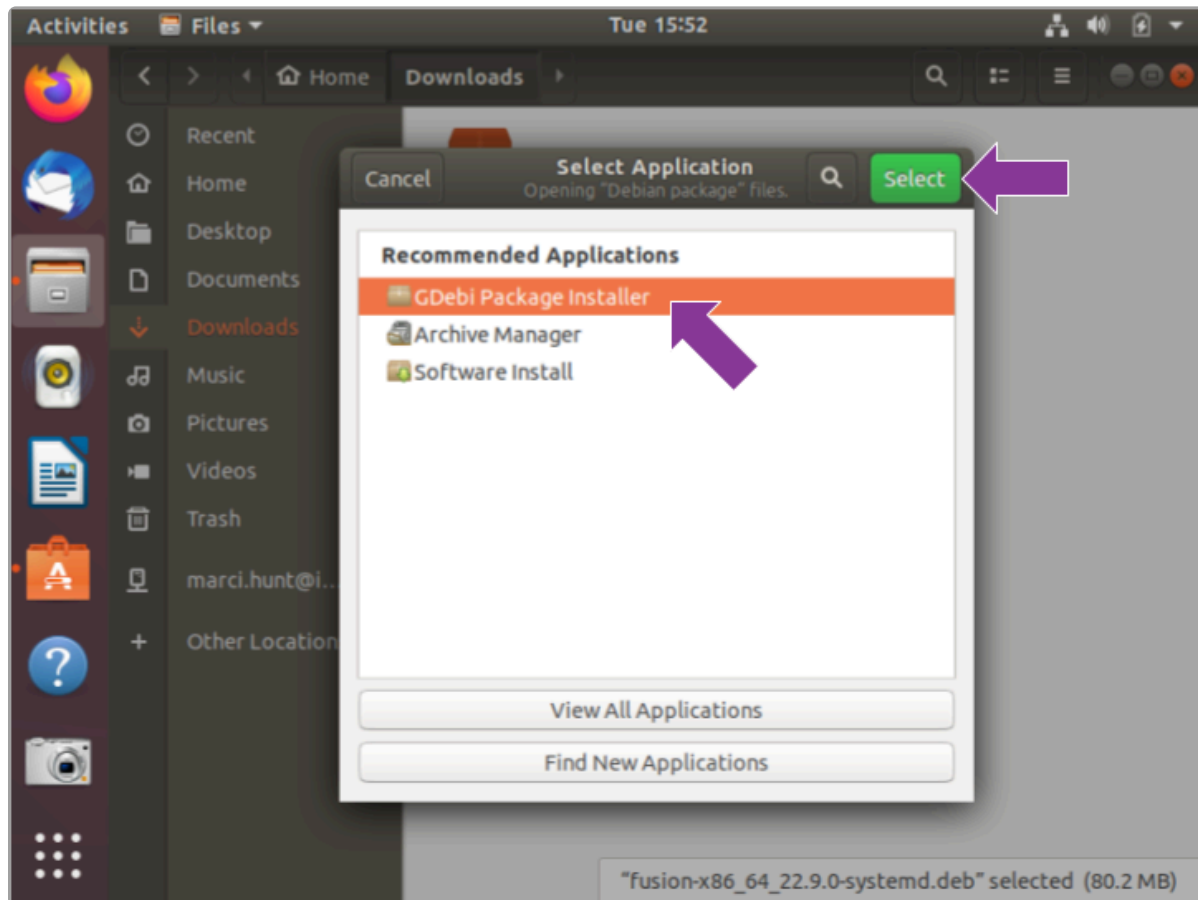 Activities Files Tue 15:52
Home Downloads
Recent
Home
Desktop
Documents
Downloads
Music
Pictures
Videos
Trash
marci.hunt@i...
Other Location
Cancel Select Application Select
Opening "Debian package" files.
Recommended Applications
GDebi Package Installer
Archive Manager
Software Install
View All Applications
Find New Applications
"fusion-x86_64_22.9.0-systemd.deb" selected (80.2 MB)